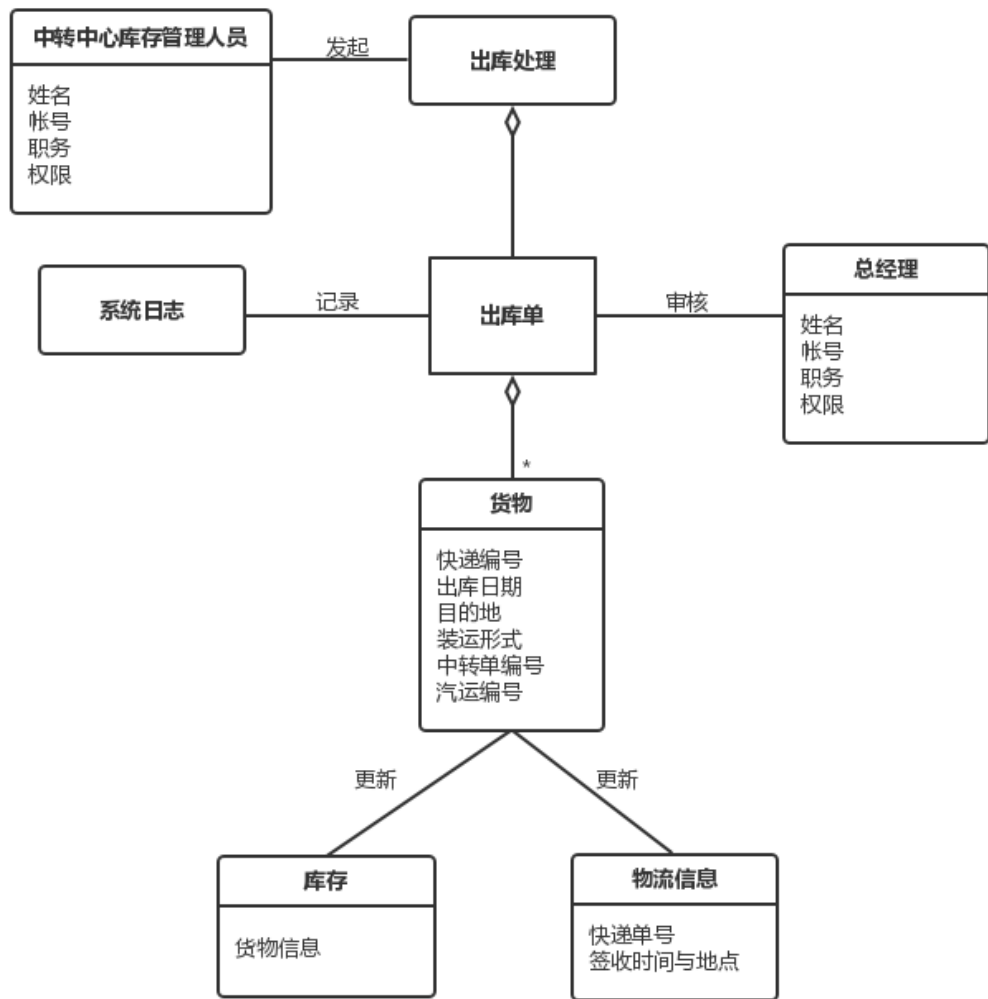 中转中心库存管理人员
姓名
帐号
职务
权限
发起
出库处理
系统日志
记录
出库单
审核
总经理
姓名
帐号
职务
权限
*
货物
快递编号
出库日期
目的地
装运形式
中转单编号
汽运编号
更新
更新
库存
货物信息
物流信息
快递单号
签收时间与地点